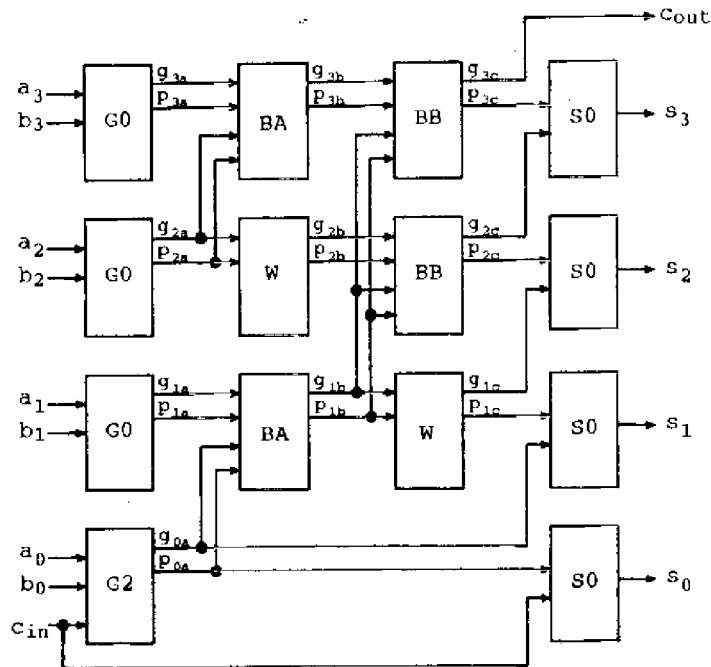 cout
g3a g3b g3c
a3 p3a p3b p3c
b3 G0 BA BB S0 s3
g2a g2b g2c
a2 p2a p2b p2c
b2 G0 W BB S0 s2
g1a g1b g1c
a1 p1a p1b p1c
b1 G0 BA W S0 s1
g0a
a0 p0a
b0 G2 S0 s0
cin